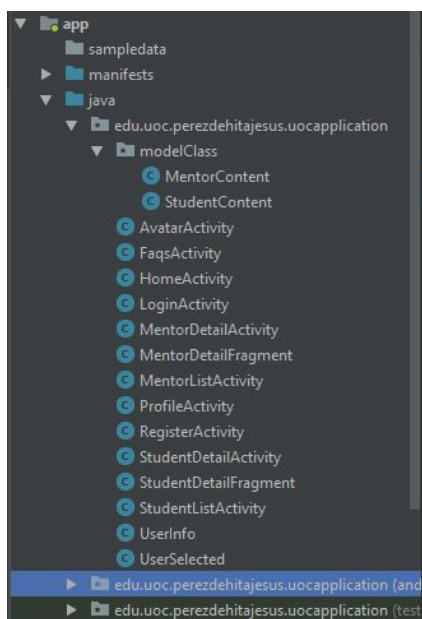 app
sampledata
manifests
java
edu.uoc.perezdehitajesus.uocapplication
modelClass
C MentorContent
C StudentContent
C AvatarActivity
C FaqsActivity
C HomeActivity
C LoginActivity
C MentorDetailActivity
C MentorDetailFragment
C MentorListActivity
C ProfileActivity
C RegisterActivity
C StudentDetailActivity
C StudentDetailFragment
C StudentListActivity
C UserInfo
C UserSelected
edu.uoc.perezdehitajesus.uocapplication (and
edu.uoc.perezdehitajesus.uocapplication (test